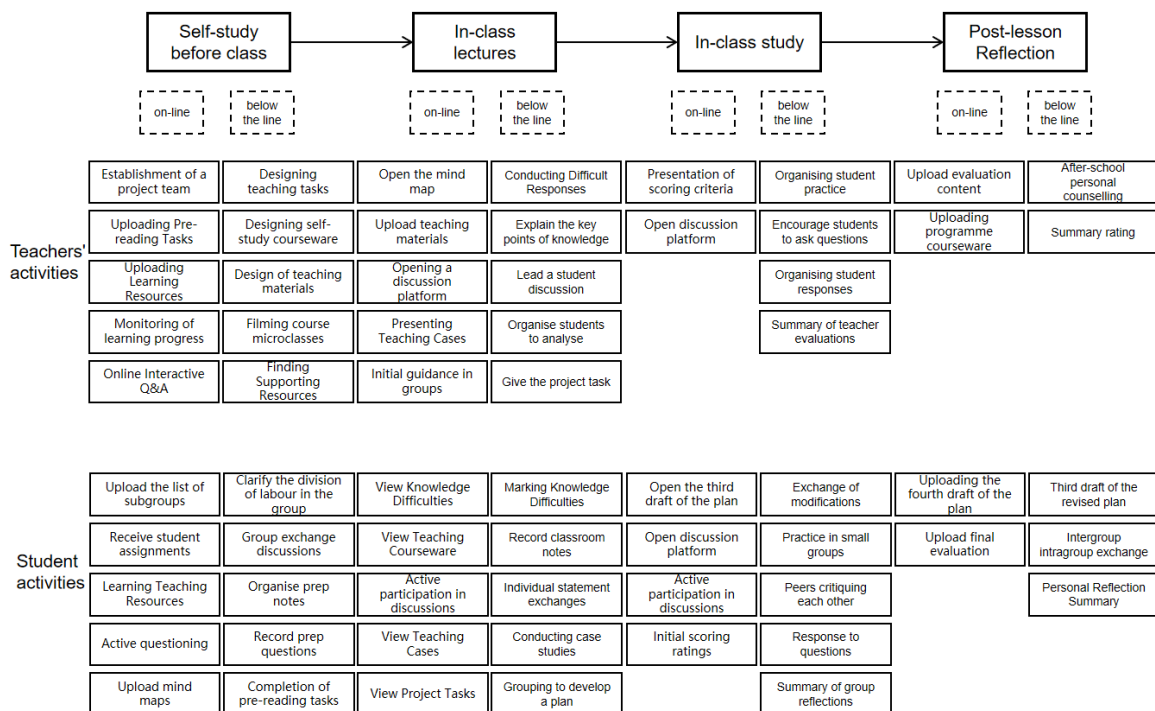 Self-study
before class
In-class
lectures
In-class study
Post-lesson
Reflection
on-line
below
the line
on-line
below
the line
on-line
below
the line
on-line
below
the line
Teachers'
activities
Establishment of a
project team
Designing
teaching tasks
Open the mind
map
Conducting Difficult
Responses
Presentation of
scoring criteria
Organising student
practice
Upload evaluation
content
After-school
personal
counselling
Uploading Pre-
reading Tasks
Designing self-
study courseware
Upload teaching
materials
Explain the key
points of knowledge
Open discussion
platform
Encourage students
to ask questions
Uploading
programme
courseware
Summary rating
Uploading
Learning
Resources
Design of teaching
materials
Opening a
discussion
platform
Lead a student
discussion
Organising student
responses
Monitoring of
learning progress
Filming course
microclasses
Presenting
Teaching Cases
Organise students
to analyse
Summary of teacher
evaluations
Online Interactive
Q&A
Finding
Supporting
Resources
Initial guidance in
groups
Give the project task
Student
activities
Upload the list of
subgroups
Clarify the division
of labour in the
group
View Knowledge
Difficulties
Marking Knowledge
Difficulties
Open the third
draft of the plan
Exchange of
modifications
Uploading the
fourth draft of the
plan
Third draft of the
revised plan
Receive student
assignments
Group exchange
discussions
View Teaching
Courseware
Record classroom
notes
Open discussion
platform
Practice in small
groups
Upload final
evaluation
Intergroup
intragroup exchange
Learning Teaching
Resources
Organise prep
notes
Active
participation in
discussions
Individual statement
exchanges
Active
participation in
discussions
Peers critiquing
each other
Personal Reflection
Summary
Active questioning
Record prep
questions
View Teaching
Cases
Conducting case
studies
Initial scoring
ratings
Response to
questions
Upload mind
maps
Completion of
pre-reading tasks
View Project Tasks
Grouping to develop
a plan
Summary of group
reflections